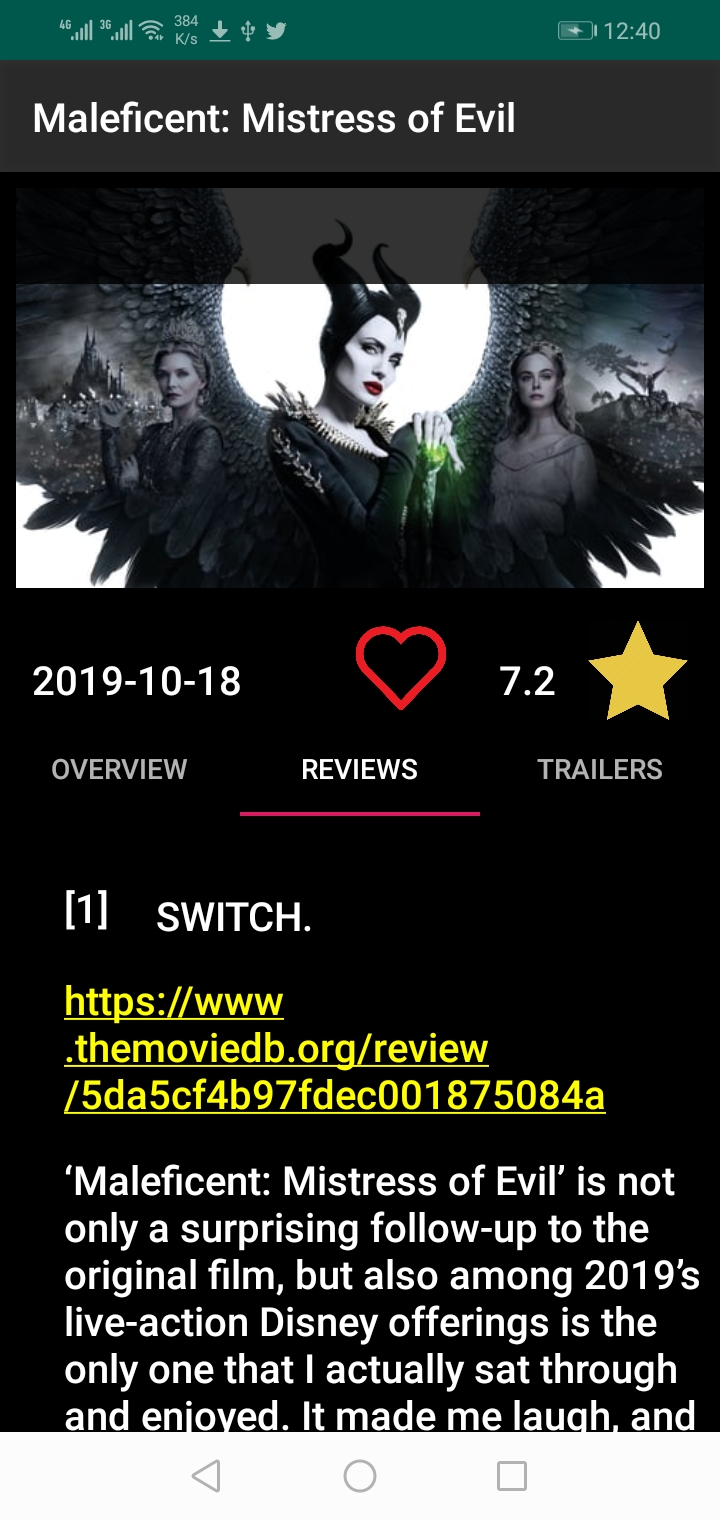 4G 3G 384 K/s 12:40
Maleficent: Mistress of Evil
2019-10-18 7.2
OVERVIEW REVIEWS TRAILERS
[1] SWITCH.
https://www
.themoviedb.org/review
/5da5cf4b97fdec001875084a
‘Maleficent: Mistress of Evil’ is not
only a surprising follow-up to the
original film, but also among 2019’s
live-action Disney offerings is the
only one that I actually sat through
and enjoyed. It made me laugh, and